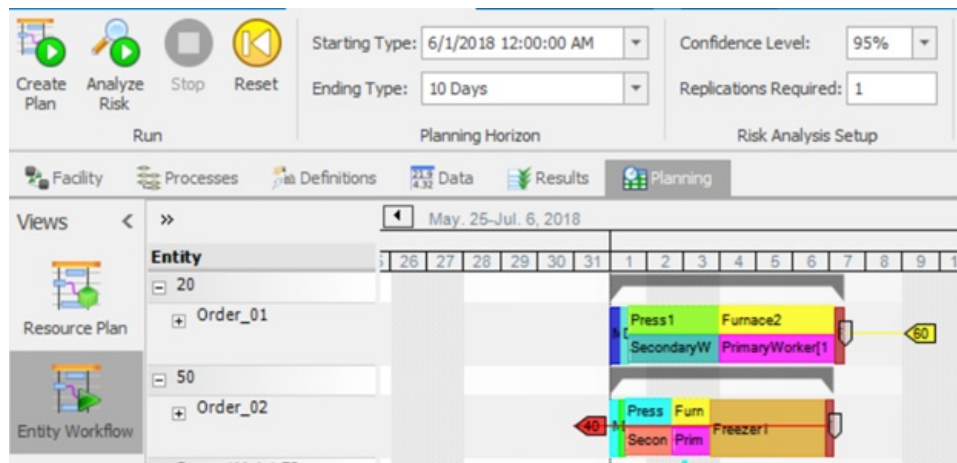 Starting Type: 6/1/2018 12:00:00 AM
Confidence Level: 95%
Create Plan
Analyze Risk
Stop
Reset
Ending Type: 10 Days
Replications Required: 1
Run
Planning Horizon
Risk Analysis Setup
Facility
Processes
Definitions
Data
Results
Planning
Views <
»
May. 25-Jul. 6, 2018
Entity
26 27 28 29 30 31 1 2 3 4 5 6 7 8 9 1
20
Order_01
Press1
Furnace2
60
SecondaryW
PrimaryWorker[1
Resource Plan
50
Order_02
Press
Furn
40
Freezer1
Secon
Prim
Entity Workflow